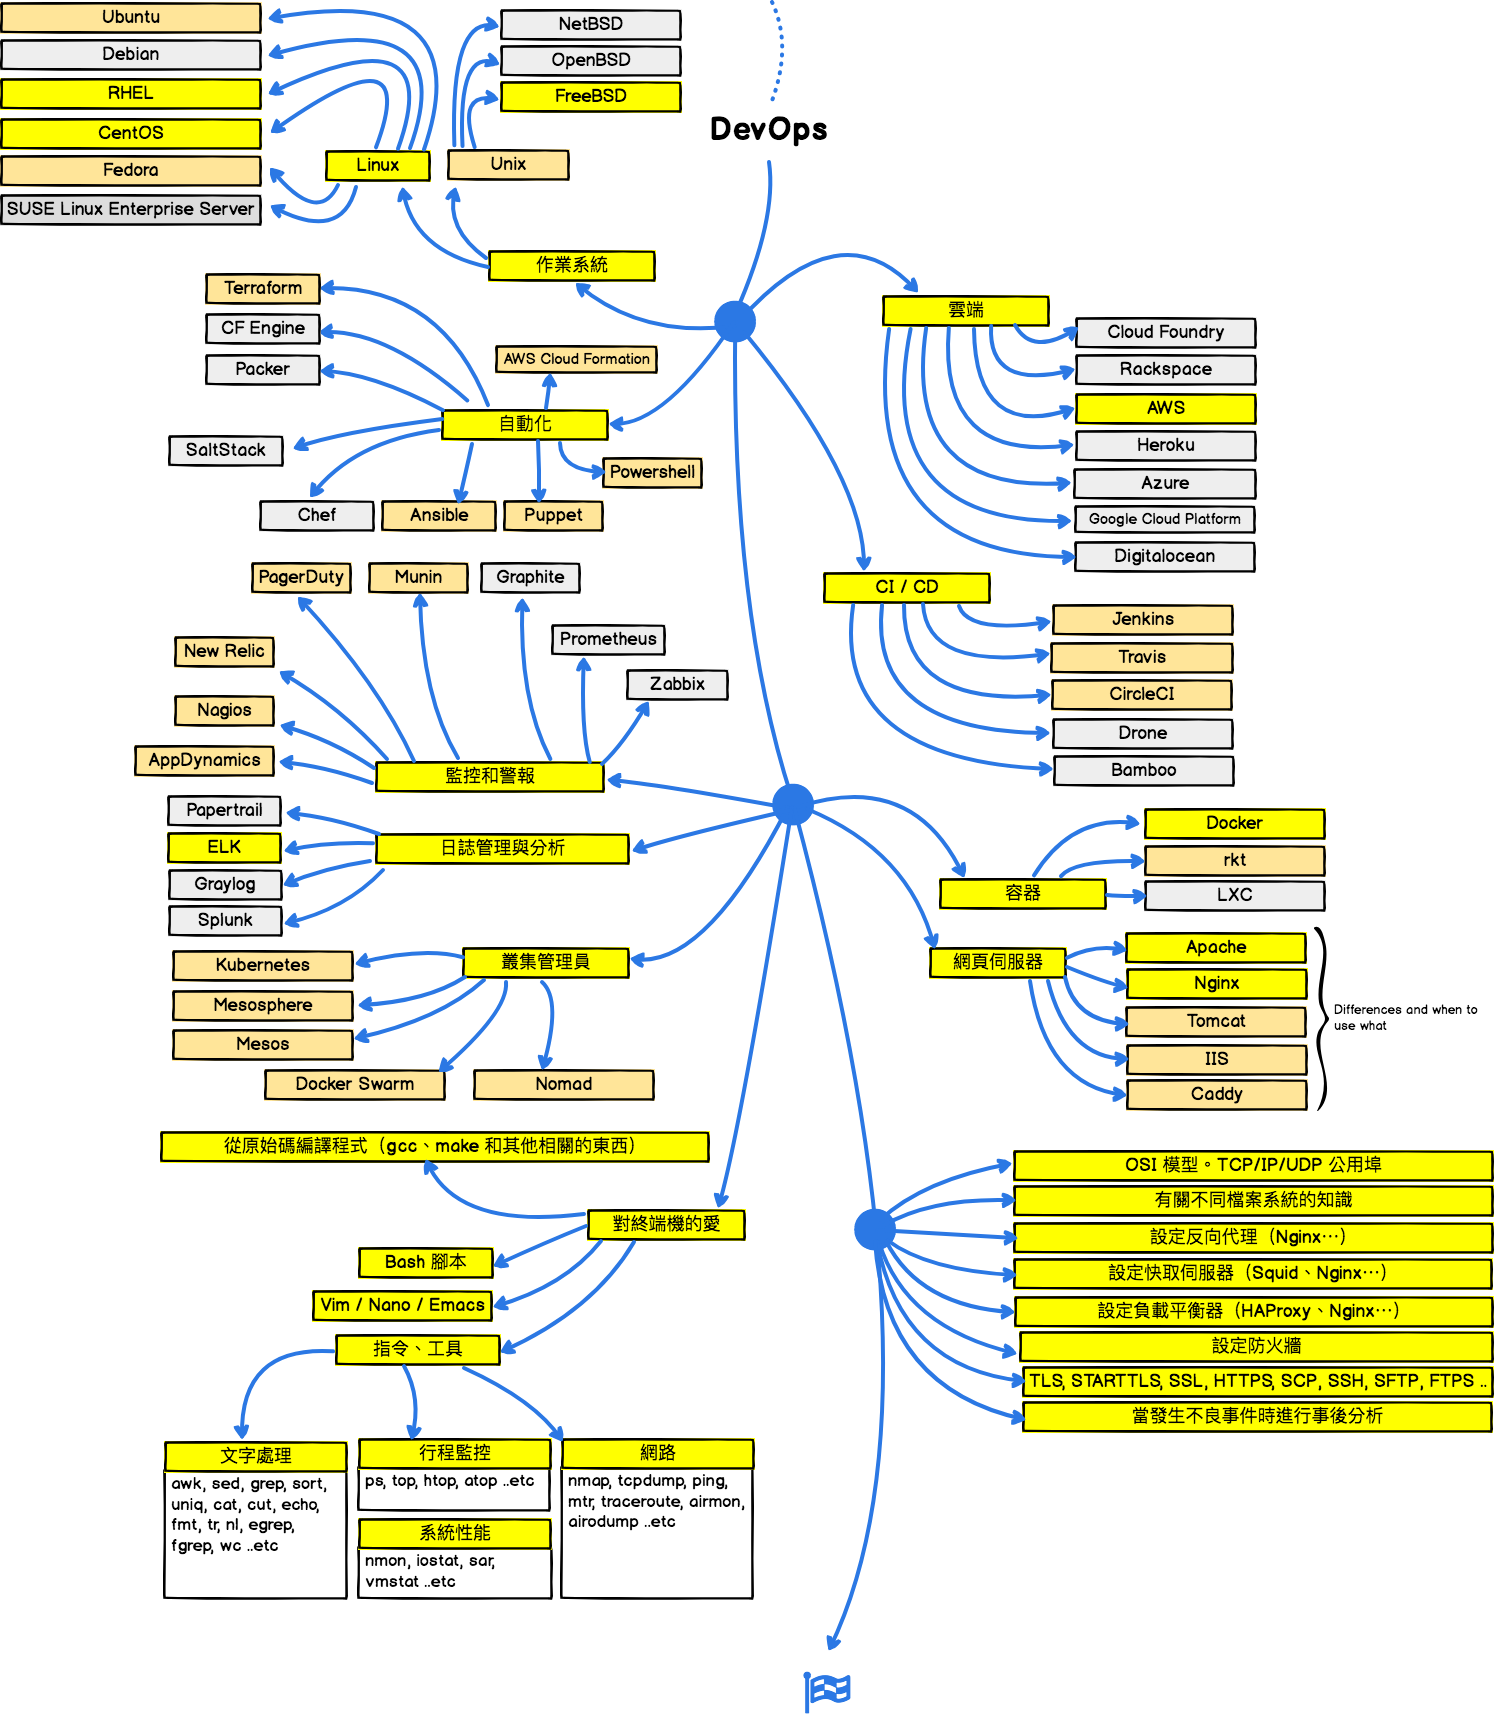 DevOps
Ubuntu
Debian
RHEL
CentOS
Fedora
SUSE Linux Enterprise Server
Linux
NetBSD
OpenBSD
FreeBSD
Unix
作業系統
Terraform
CF Engine
Packer
AWS Cloud Formation
自動化
SaltStack
Powershell
Chef
Ansible
Puppet
雲端
Cloud Foundry
Rackspace
AWS
Heroku
Azure
Google Cloud Platform
Digitalocean
CI / CD
Jenkins
Travis
CircleCI
Drone
Bamboo
PagerDuty
Munin
Graphite
Prometheus
Zabbix
New Relic
Nagios
AppDynamics
監控和警報
Papertrail
ELK
Graylog
Splunk
日誌管理與分析
容器
Docker
rkt
LXC
網頁伺服器
Apache
Nginx
Tomcat
IIS
Caddy
Differences and when to
use what
叢集管理員
Kubernetes
Mesosphere
Mesos
Docker Swarm
Nomad
從原始碼編譯程式（gcc、make 和其他相關的東西）
對終端機的愛
Bash 腳本
Vim / Nano / Emacs
指令、工具
文字處理
awk, sed, grep, sort,
uniq, cat, cut, echo,
fmt, tr, nl, egrep,
fgrep, wc ..etc
行程監控
ps, top, htop, atop ..etc
系統性能
nmon, iostat, sar,
vmstat ..etc
網路
nmap, tcpdump, ping,
mtr, traceroute, airmon,
airodump ..etc
OSI 模型。TCP/IP/UDP 公用埠
有關不同檔案系統的知識
設定反向代理（Nginx…）
設定快取伺服器（Squid、Nginx…）
設定負載平衡器（HAProxy、Nginx…）
設定防火牆
TLS, STARTTLS, SSL, HTTPS, SCP, SSH, SFTP, FTPS ..
當發生不良事件時進行事後分析